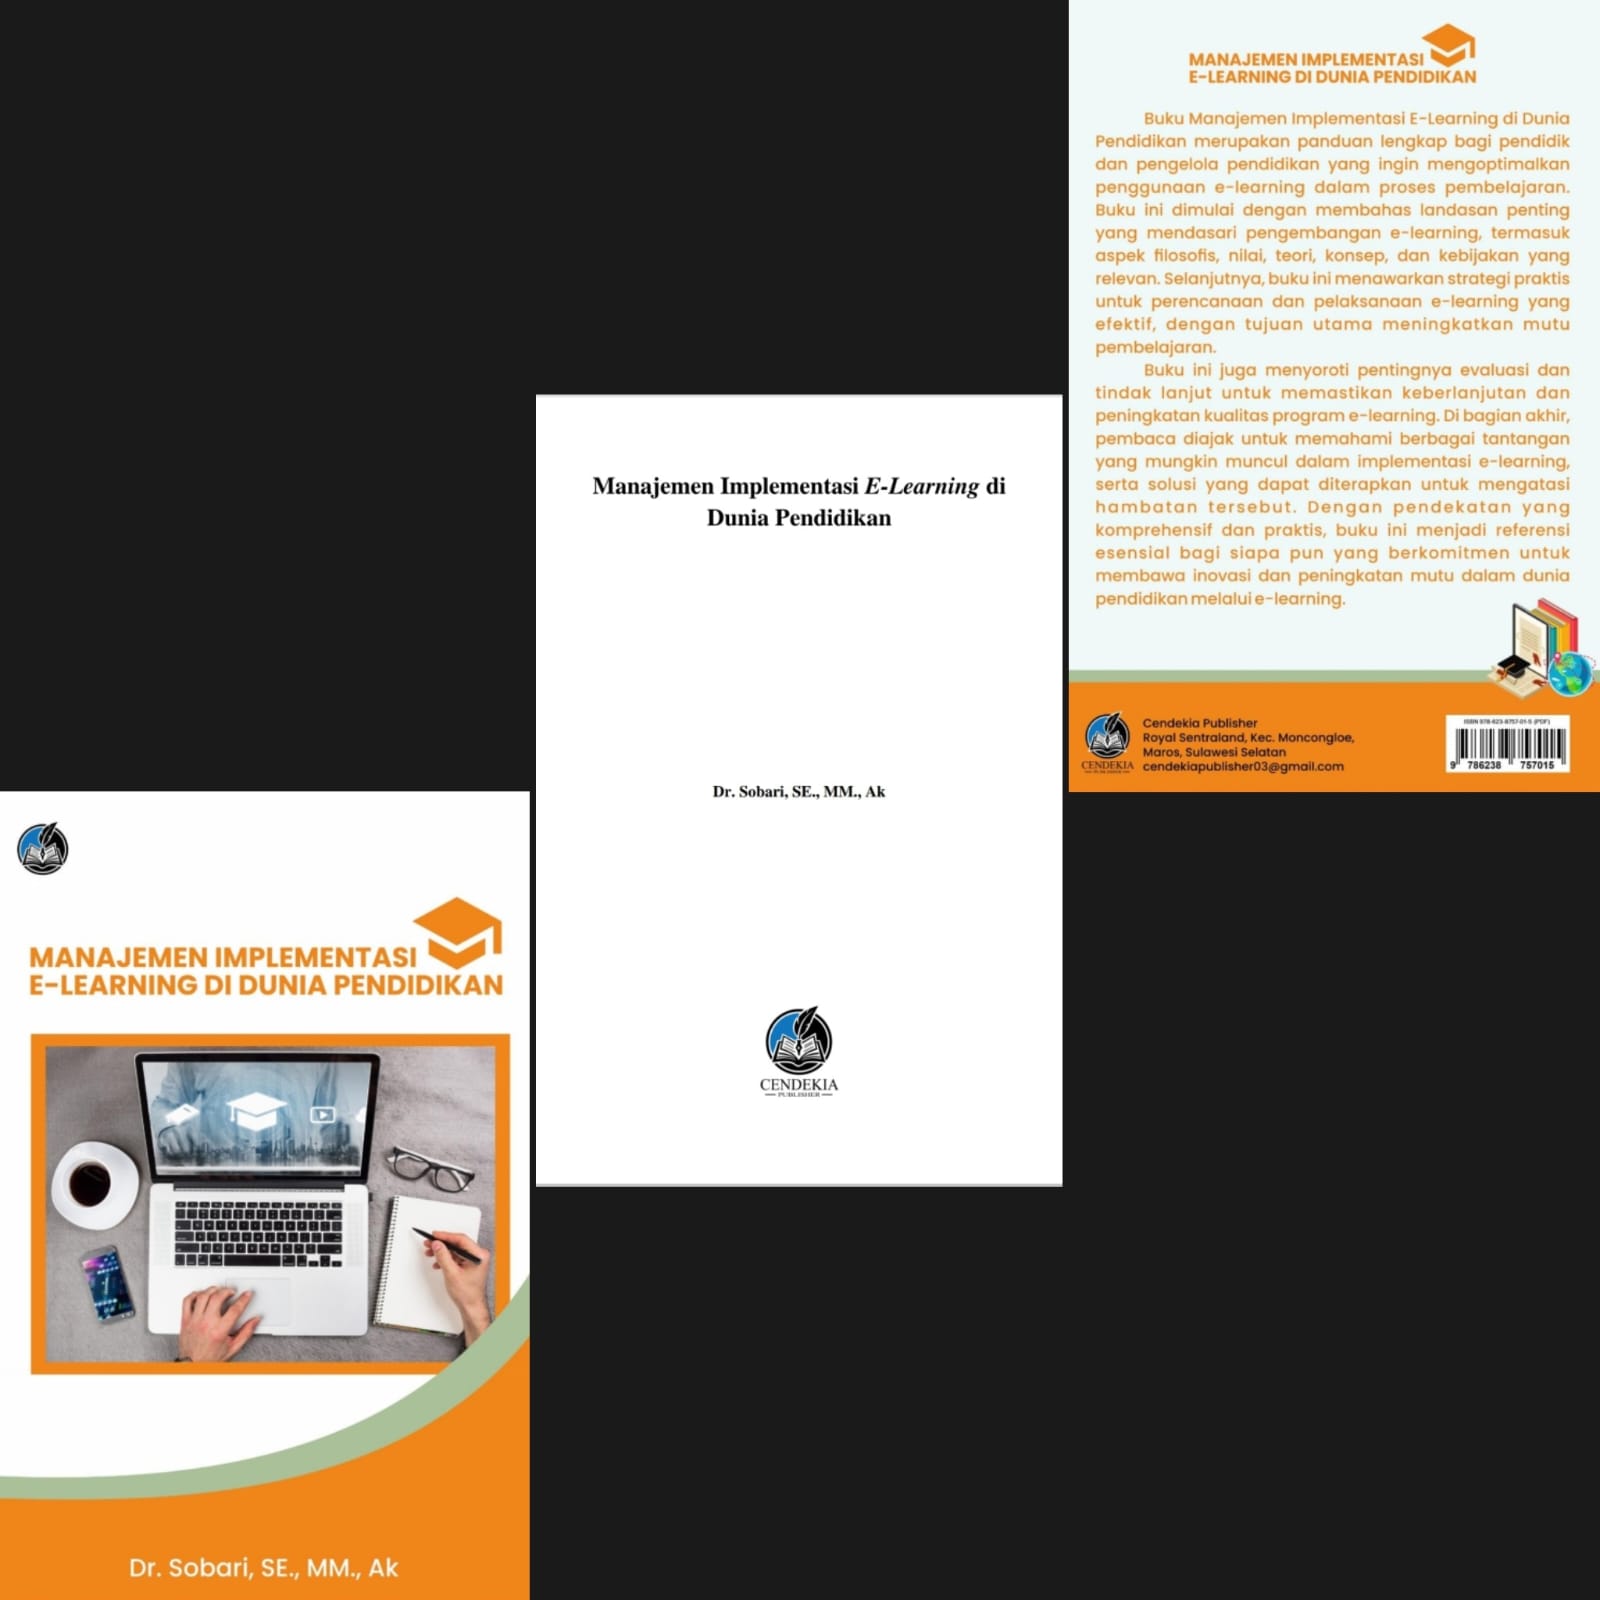 MANAJEMEN IMPLEMENTASI
E-LEARNING DI DUNIA PENDIDIKAN
Dr. Sobari, SE., MM., Ak
Manajemen Implementasi E-Learning di
Dunia Pendidikan
Dr. Sobari, SE., MM., Ak
CENDEKIA
PUBLISHER
MANAJEMEN IMPLEMENTASI
E-LEARNING DI DUNIA PENDIDIKAN
Buku Manajemen Implementasi E-Learning di Dunia
Pendidikan merupakan panduan lengkap bagi pendidik
dan pengelola pendidikan yang ingin mengoptimalkan
penggunaan e-learning dalam proses pembelajaran.
Buku ini dimulai dengan membahas landasan penting
yang mendasari pengembangan e-learning, termasuk
aspek filosofis, nilai, teori, konsep, dan kebijakan yang
relevan. Selanjutnya, buku ini menawarkan strategi praktis
untuk perencanaan dan pelaksanaan e-learning yang
efektif, dengan tujuan utama meningkatkan mutu
pembelajaran.
Buku ini juga menyoroti pentingnya evaluasi dan
tindak lanjut untuk memastikan keberlanjutan dan
peningkatan kualitas program e-learning. Di bagian akhir,
pembaca diajak untuk memahami berbagai tantangan
yang mungkin muncul dalam implementasi e-learning,
serta solusi yang dapat diterapkan untuk mengatasi
hambatan tersebut. Dengan pendekatan yang
komprehensif dan praktis, buku ini menjadi referensi
esensial bagi siapa pun yang berkomitmen untuk
membawa inovasi dan peningkatan mutu dalam dunia
pendidikan melalui e-learning.
CENDEKIA
PUBLISHER
Cendekia Publisher
Royal Sentraland, Kec. Moncongloe,
Maros, Sulawesi Selatan
cendekiapublisher03@gmail.com
ISBN 978-623-8757-01-5 (PDF)
9 786238 757015